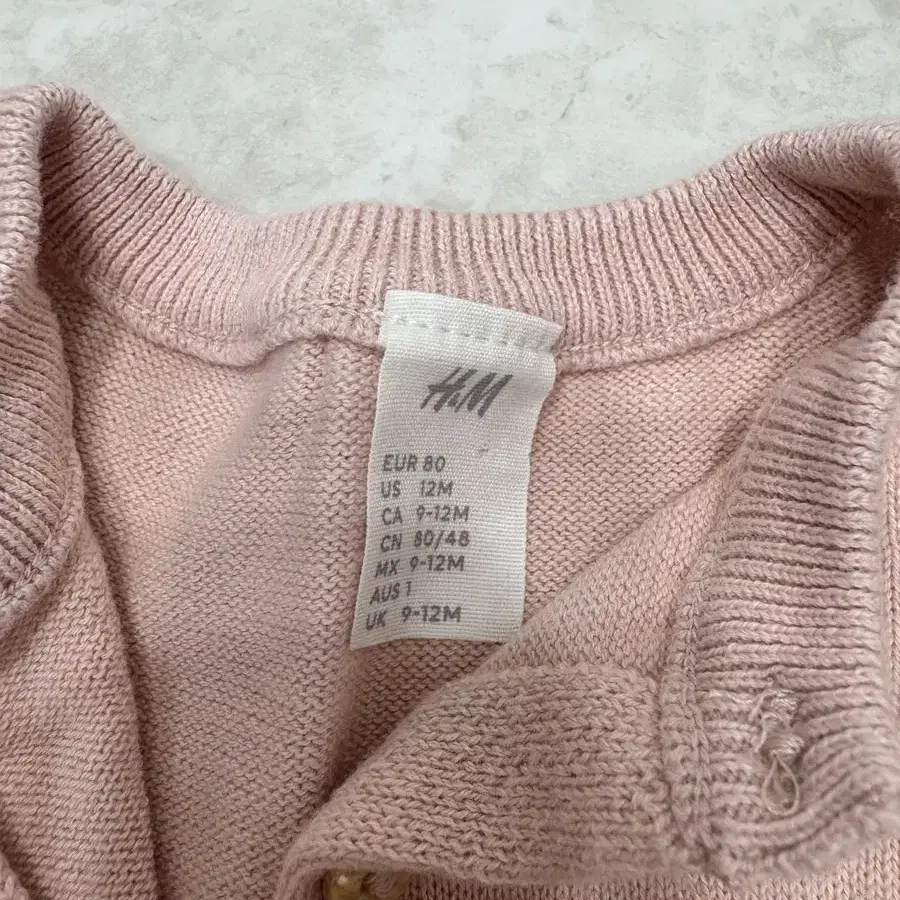 H&M
EUR 80
US 12M
CA 9-12M
CN 80/48
MX 9-12M
AUS 1
UK 9-12M